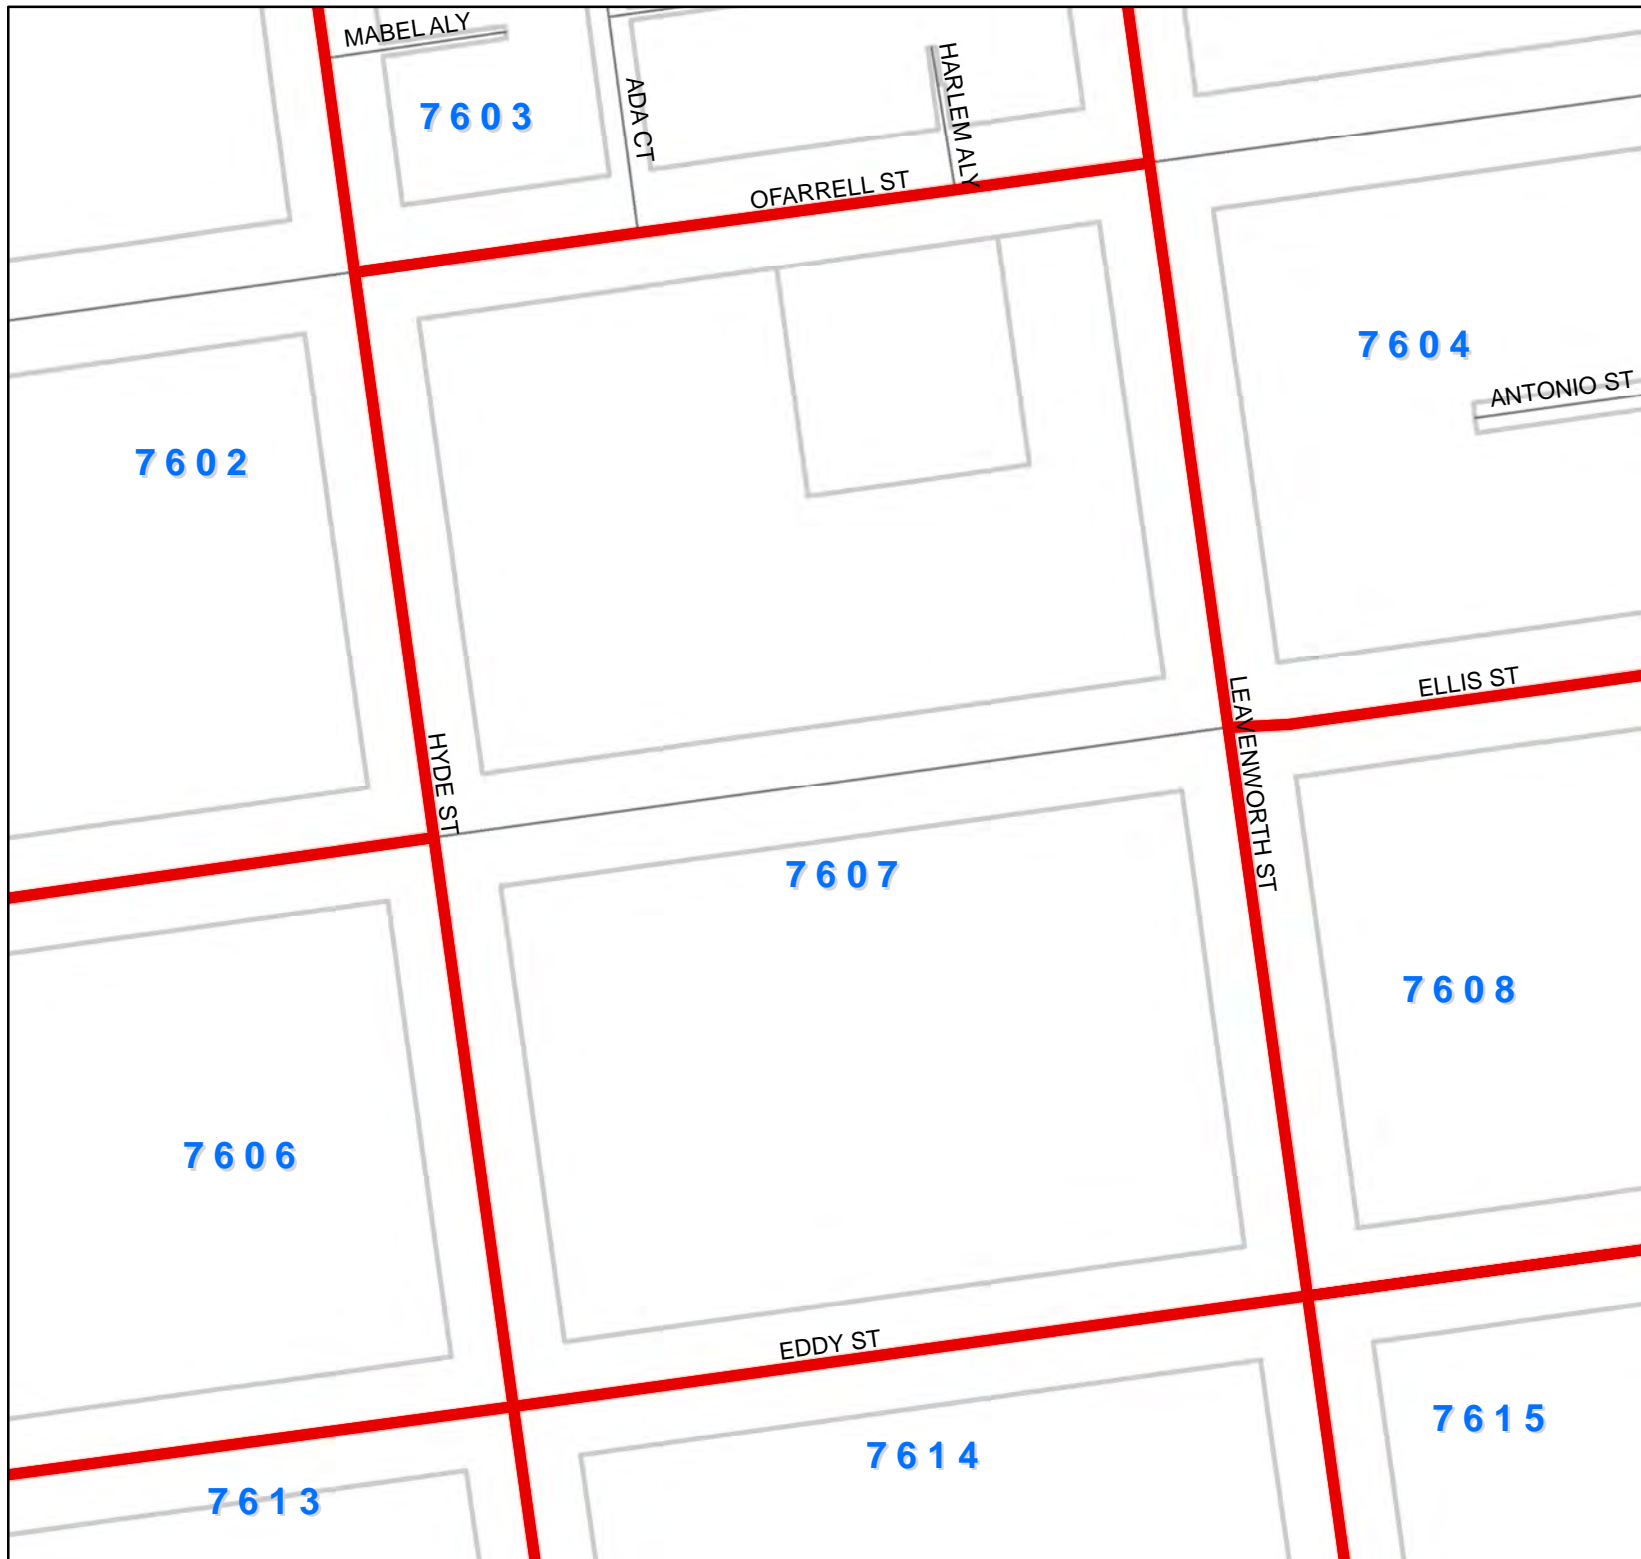 MABEL ALY
HARLEM ALY
ADA CT
7603
OFARRELL ST
7604
ANTONIO ST
7602
ELLIS ST
LEAVENWORTH ST
HYDE ST
7607
7608
7606
EDDY ST
7615
7614
7613